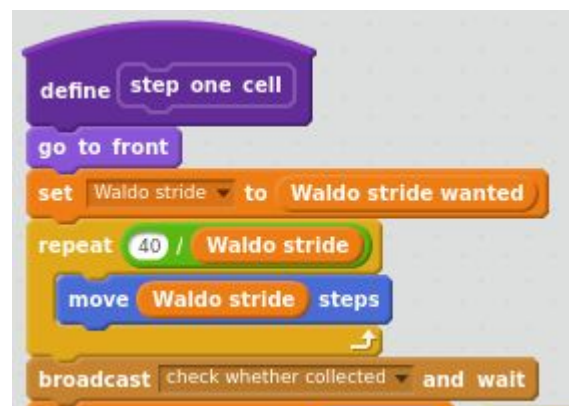 define step one cell
go to front
set Waldo stride to Waldo stride wanted
repeat 40 / Waldo stride
move Waldo stride steps
broadcast check whether collected and wait